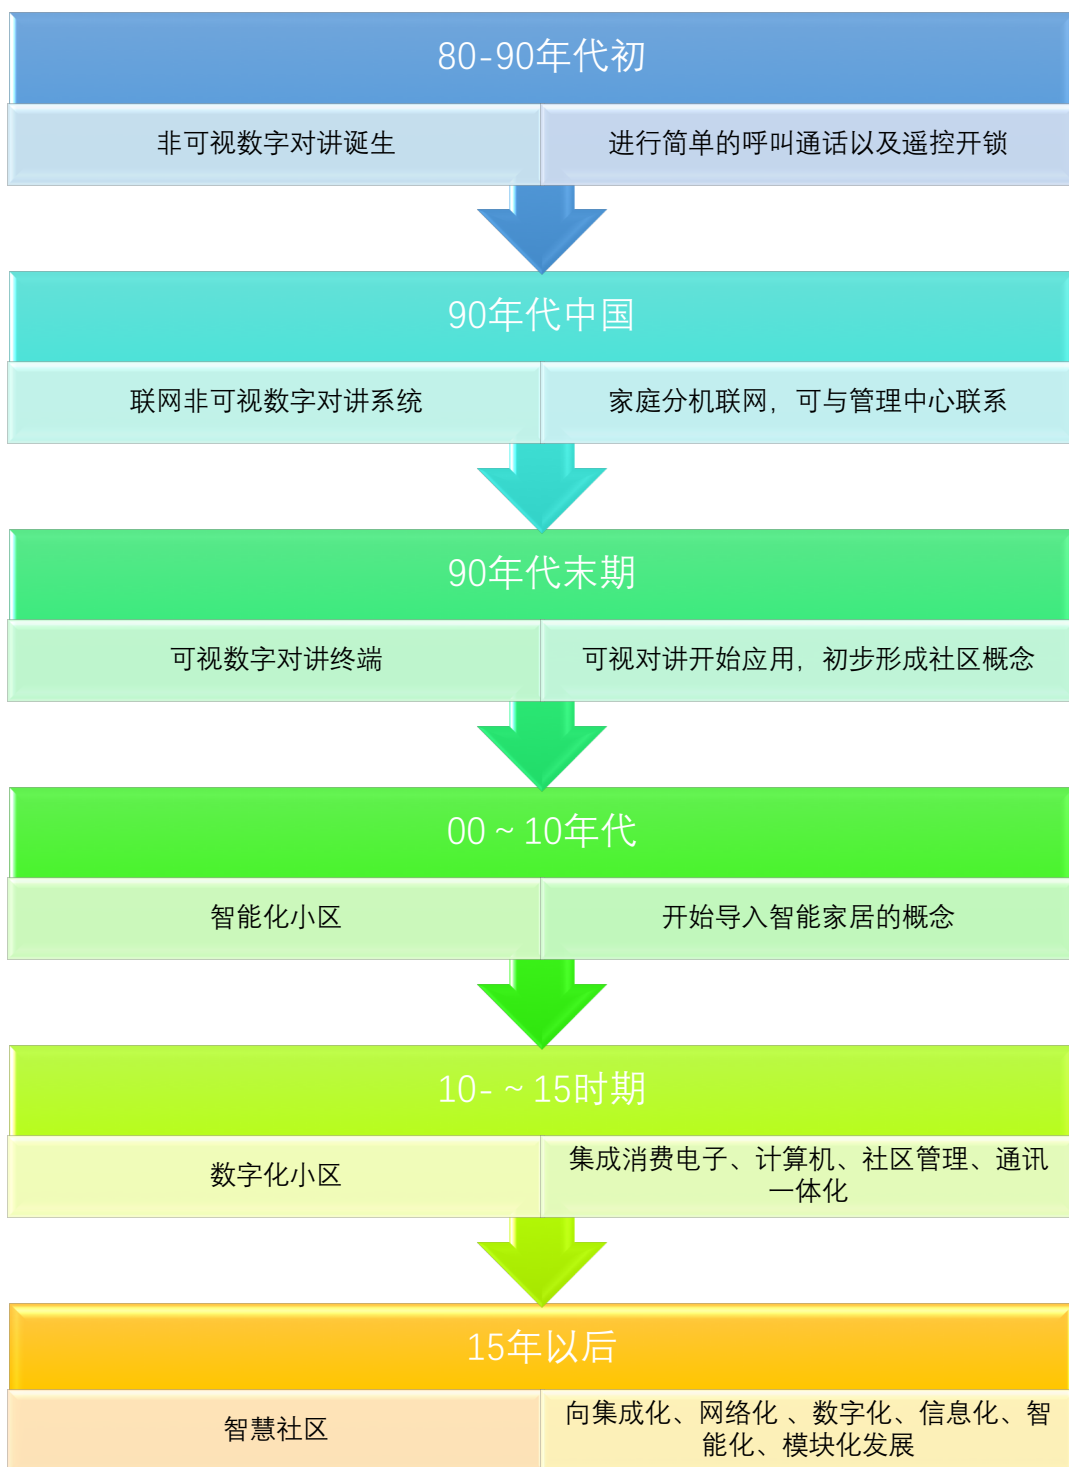 80-90年代初
非可视数字对讲诞生
进行简单的呼叫通话以及遥控开锁
90年代中国
联网非可视数字对讲系统
家庭分机联网，可与管理中心联系
90年代末期
可视数字对讲终端
可视对讲开始应用，初步形成社区概念
00~10年代
智能化小区
开始导入智能家居的概念
10-~15时期
数字化小区
集成消费电子、计算机、社区管理、通讯
一体化
15年以后
智慧社区
向集成化、网络化 、数字化、信息化、智
能化、模块化发展